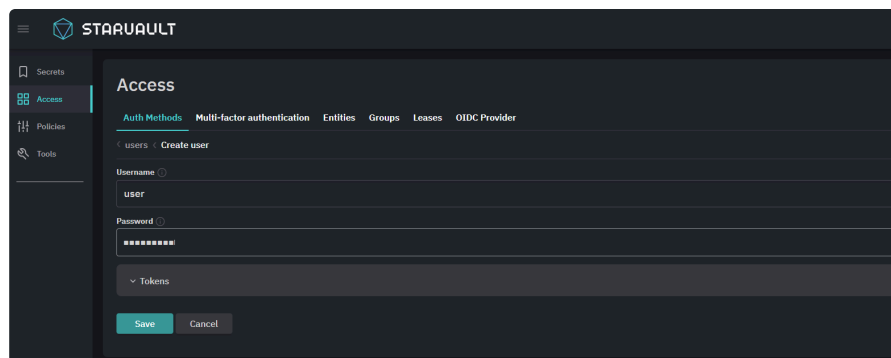 STARVAULT
Secrets
Access
Policies
Tools
Access
Auth Methods Multi-factor authentication Entities Groups Leases OIDC Provider
users Create user
Username
user
Password
Tokens
Save Cancel